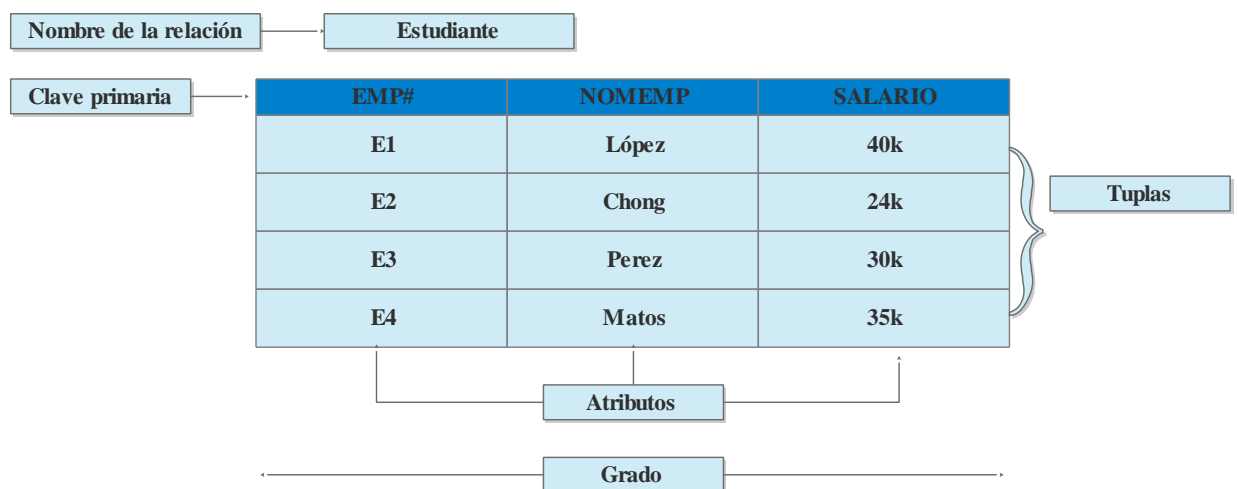 Nombre de la relación Estudiante
Clave primaria EMP# NOMEMP SALARIO
E1 López 40k
E2 Chong 24k
Tuplas
E3 Perez 30k
E4 Matos 35k
Atributos
Grado